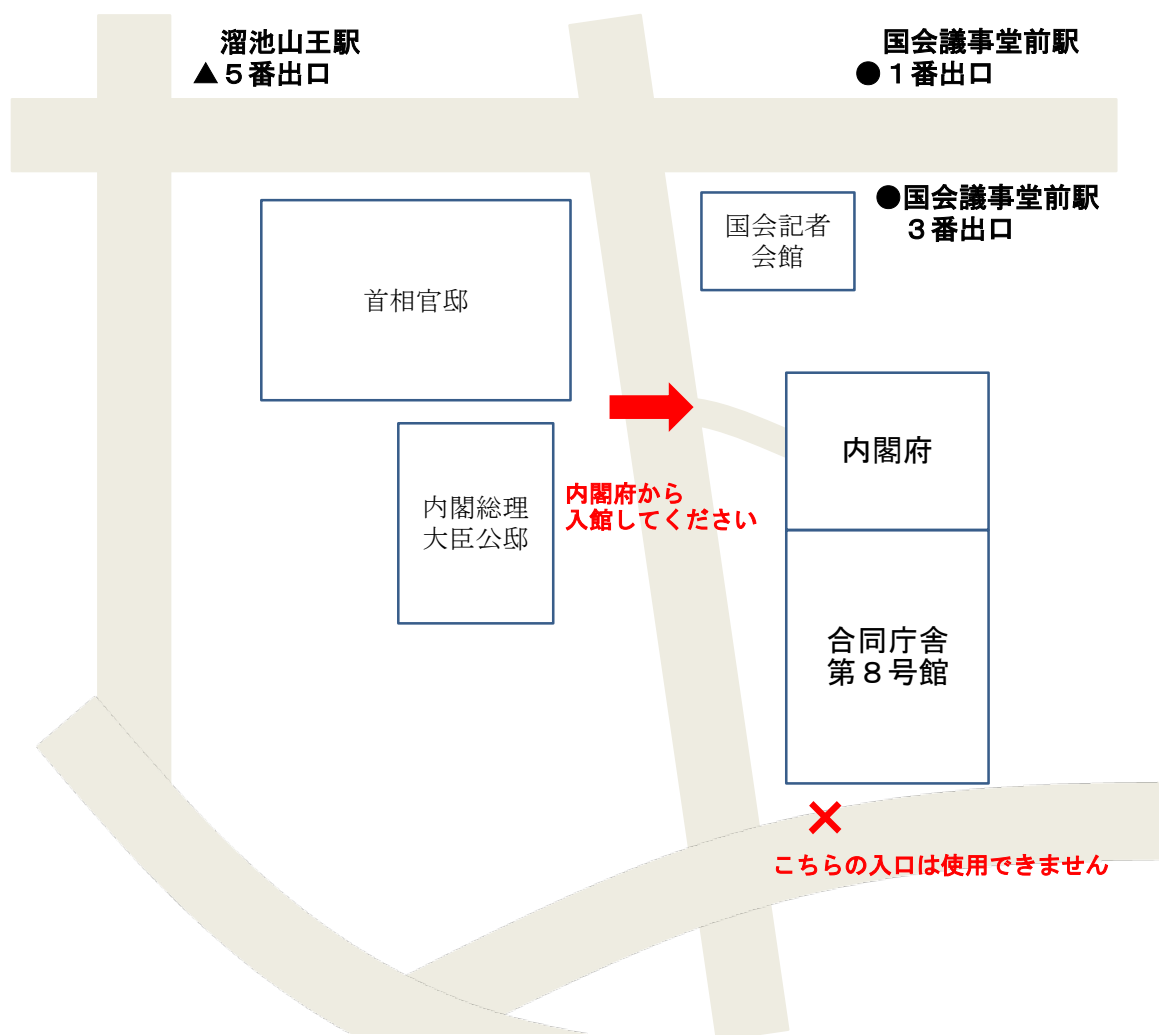 溜池山王駅
▲５番出口
国会議事堂前駅
●１番出口
●国会議事堂前駅
３番出口
国会記者
会館
首相官邸
内閣府
内閣総理
大臣公邸
内閣府から
入館してください
合同庁舎
第８号館
×
こちらの入口は使用できません